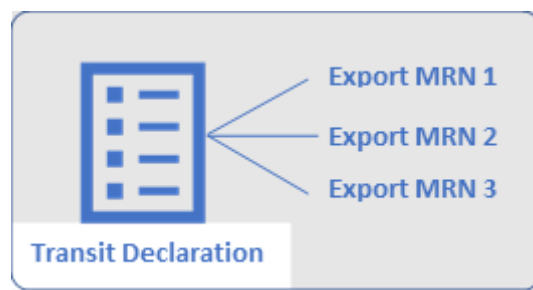 Export MRN 1
Export MRN 2
Export MRN 3
Transit Declaration